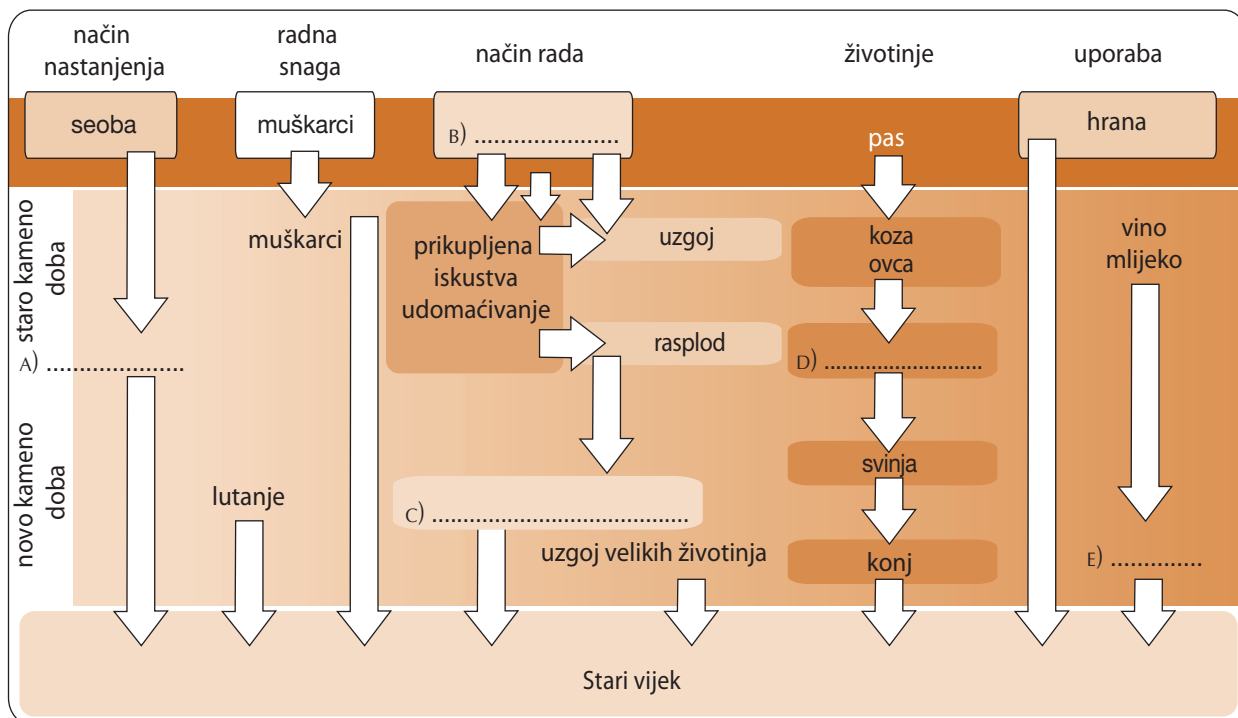 način
nastanjenja
radna
snaga
način rada
životinje
uporaba
seoba
muškarci
B) ......................
pas
hrana
staro kameno
doba
muškarci
prikupljena
iskustva
udomaćivanje
uzgoj
rasplod
koza
ovca
vino
mlijeko
A) .....................
D) ........................
novo kameno
doba
lutanje
C) .......................................
uzgoj velikih životinja
svinja
konj
E) ..............
Stari vijek